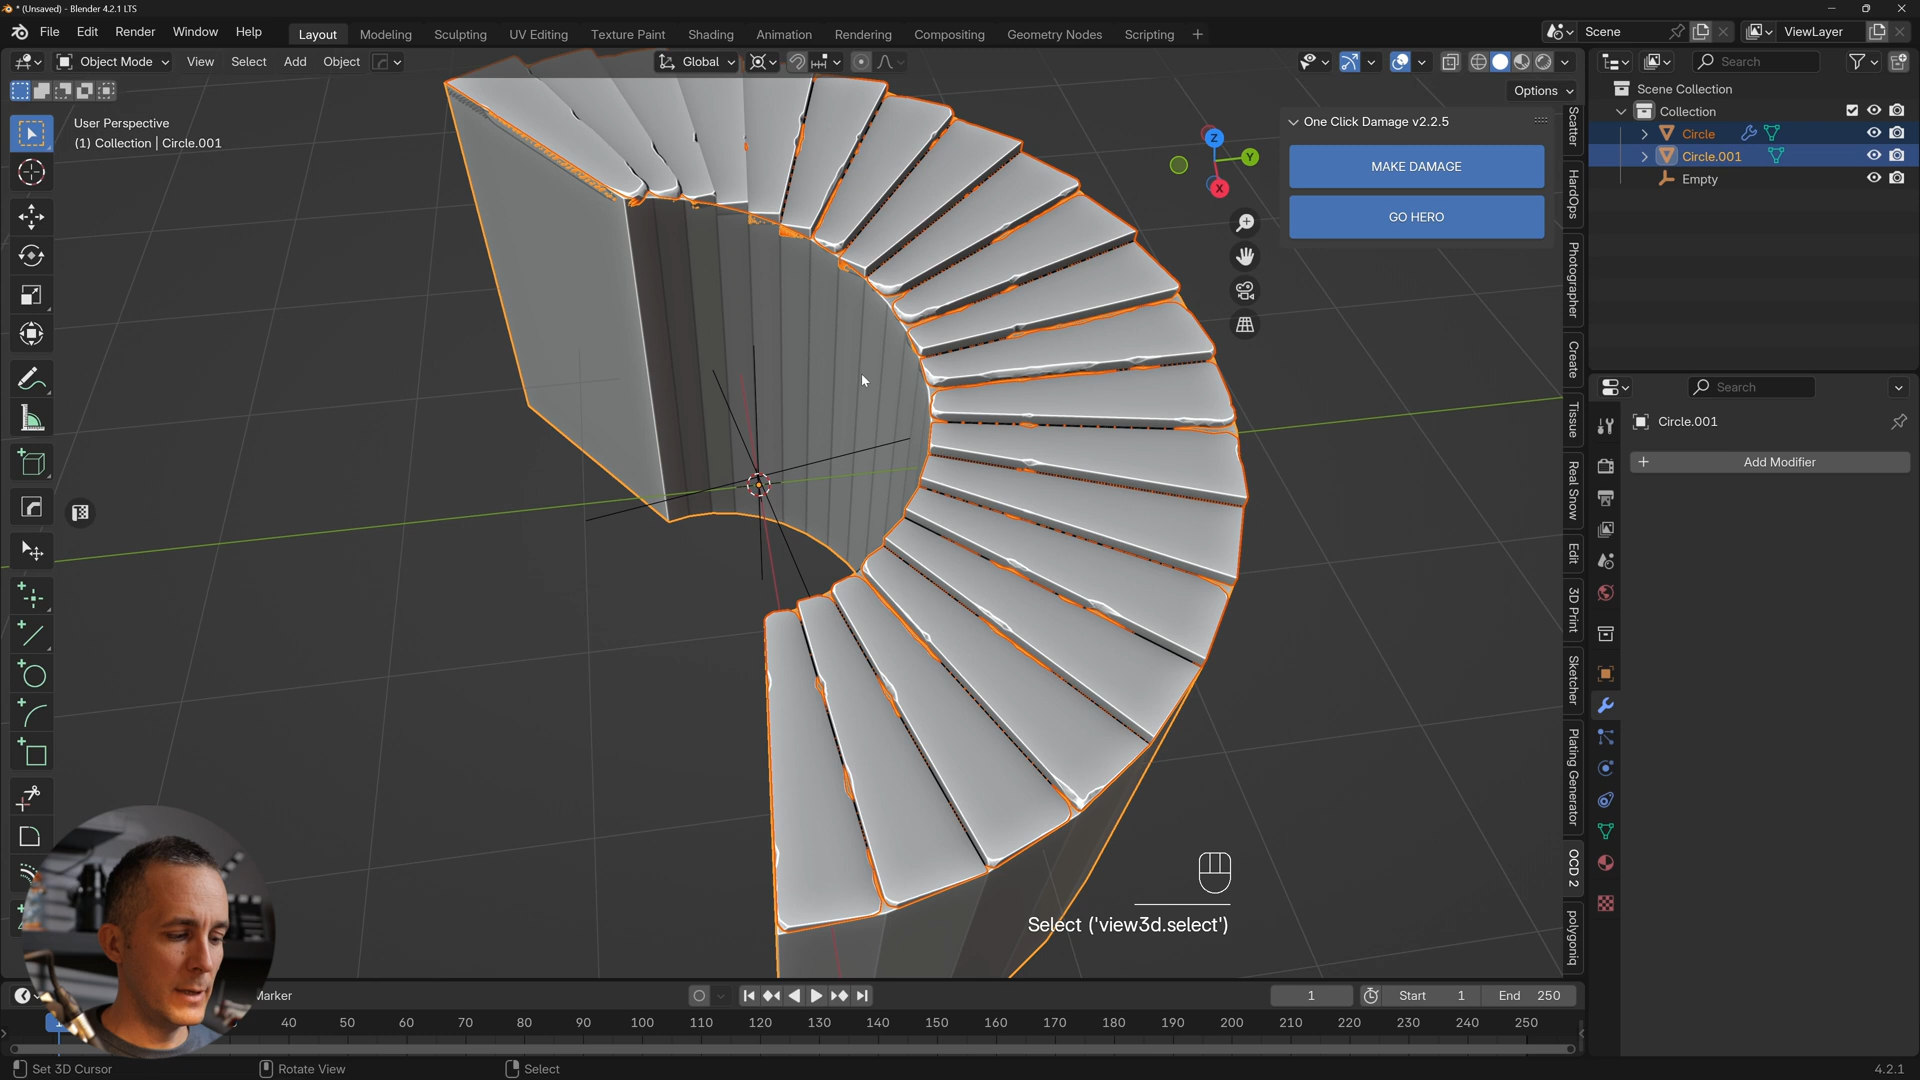 * (Unsaved) - Blender 4.2.1 LTS
File Edit Render Window Help
Layout Modeling Sculpting UV Editing Texture Paint Shading Animation Rendering Compositing Geometry Nodes Scripting +
Scene
ViewLayer
Object Mode
View Select Add Object
Global
Search
Options
Scene Collection
Collection
Circle
Circle.001
Empty
User Perspective
(1) Collection | Circle.001
One Click Damage v2.2.5
MAKE DAMAGE
GO HERO
Z
Y
X
Scatter
HardOps
Photographer
Create
Tissue
Real Snow
Edit
3D Print
Sketcher
Plating Generator
OCD 2
polygoniq
Search
Circle.001
+ Add Modifier
Select ('view3d.select')
Marker
1
Start 1
End 250
40 50 60 70 80 90 100 110 120 130 140 150 160 170 180 190 200 210 220 230 240 250
Set 3D Cursor
Rotate View
Select
4.2.1